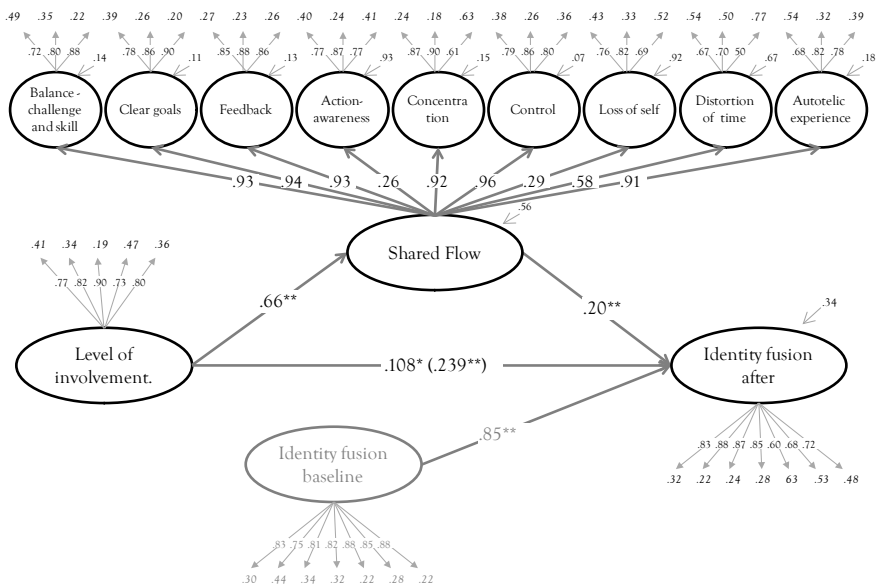 .49 .35 .22 .39 .26 .20 .27 .23 .26 .40 .24 .41 .24 .18 .63 .38 .26 .36 .43 .33 .52 .54 .50 .77 .54 .32 .39
.72 .80 .88 .14 .78 .86 .90 .11 .85 .88 .86 .13 .77 .87 .77 .93 .87 .90 .61 .15 .79 .86 .80 .07 .76 .82 .69 .92 .67 .70 50 .67 .68 .82 .78 .18
Balance-
challenge
and skill
Clear goals
Feedback
Action-
awareness
Concentra
tion
Control
Loss of self
Distortion
of time
Autotelic
experience
.93 .94 .93 .26 .92 .96 .29 .58 .91
.56
Shared Flow
.41 .34 .19 .47 .36
.77 .82 .90 .73 .80
.66**
.20**
.34
Level of
involvement.
.108* (.239**)
Identity fusion
after
.85**
Identity fusion
baseline
.83 .88 .87 .85 .60 .68 .72
.32 .22 .24 .28 63 .53 .48
.83 .75 .81 .82 .88 .85 .88
.30 .44 .34 .32 .22 .28 .22